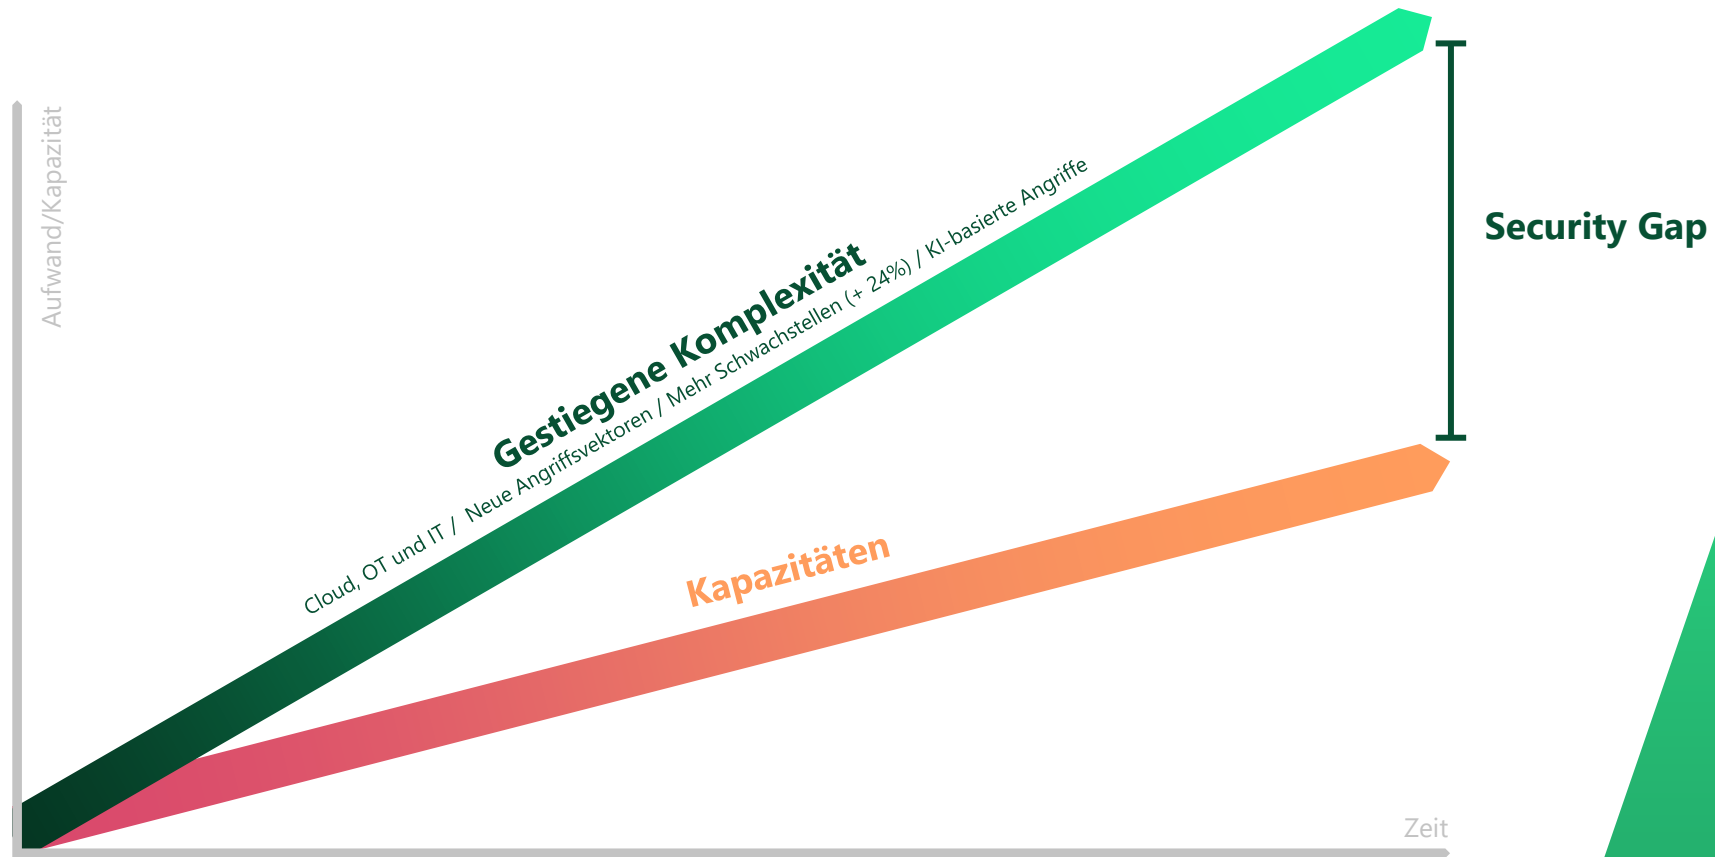 Aufwand/Kapazität
Gestiegene Komplexität
Cloud, OT und IT / Neue Angriffsvektoren / Mehr Schwachstellen (+ 24%) / KI-basierte Angriffe
Security Gap
Kapazitäten
Zeit